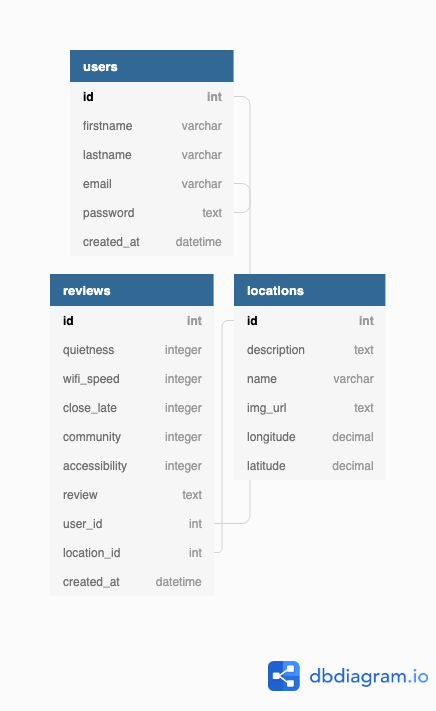 users
id int
firstname varchar
lastname varchar
email varchar
password text
created_at datetime
reviews
id int
quietness integer
wifi_speed integer
close_late integer
community integer
accessibility integer
review text
user_id int
location_id int
created_at datetime
locations
id int
description text
name varchar
img_url text
longitude decimal
latitude decimal
dbdiagram.io